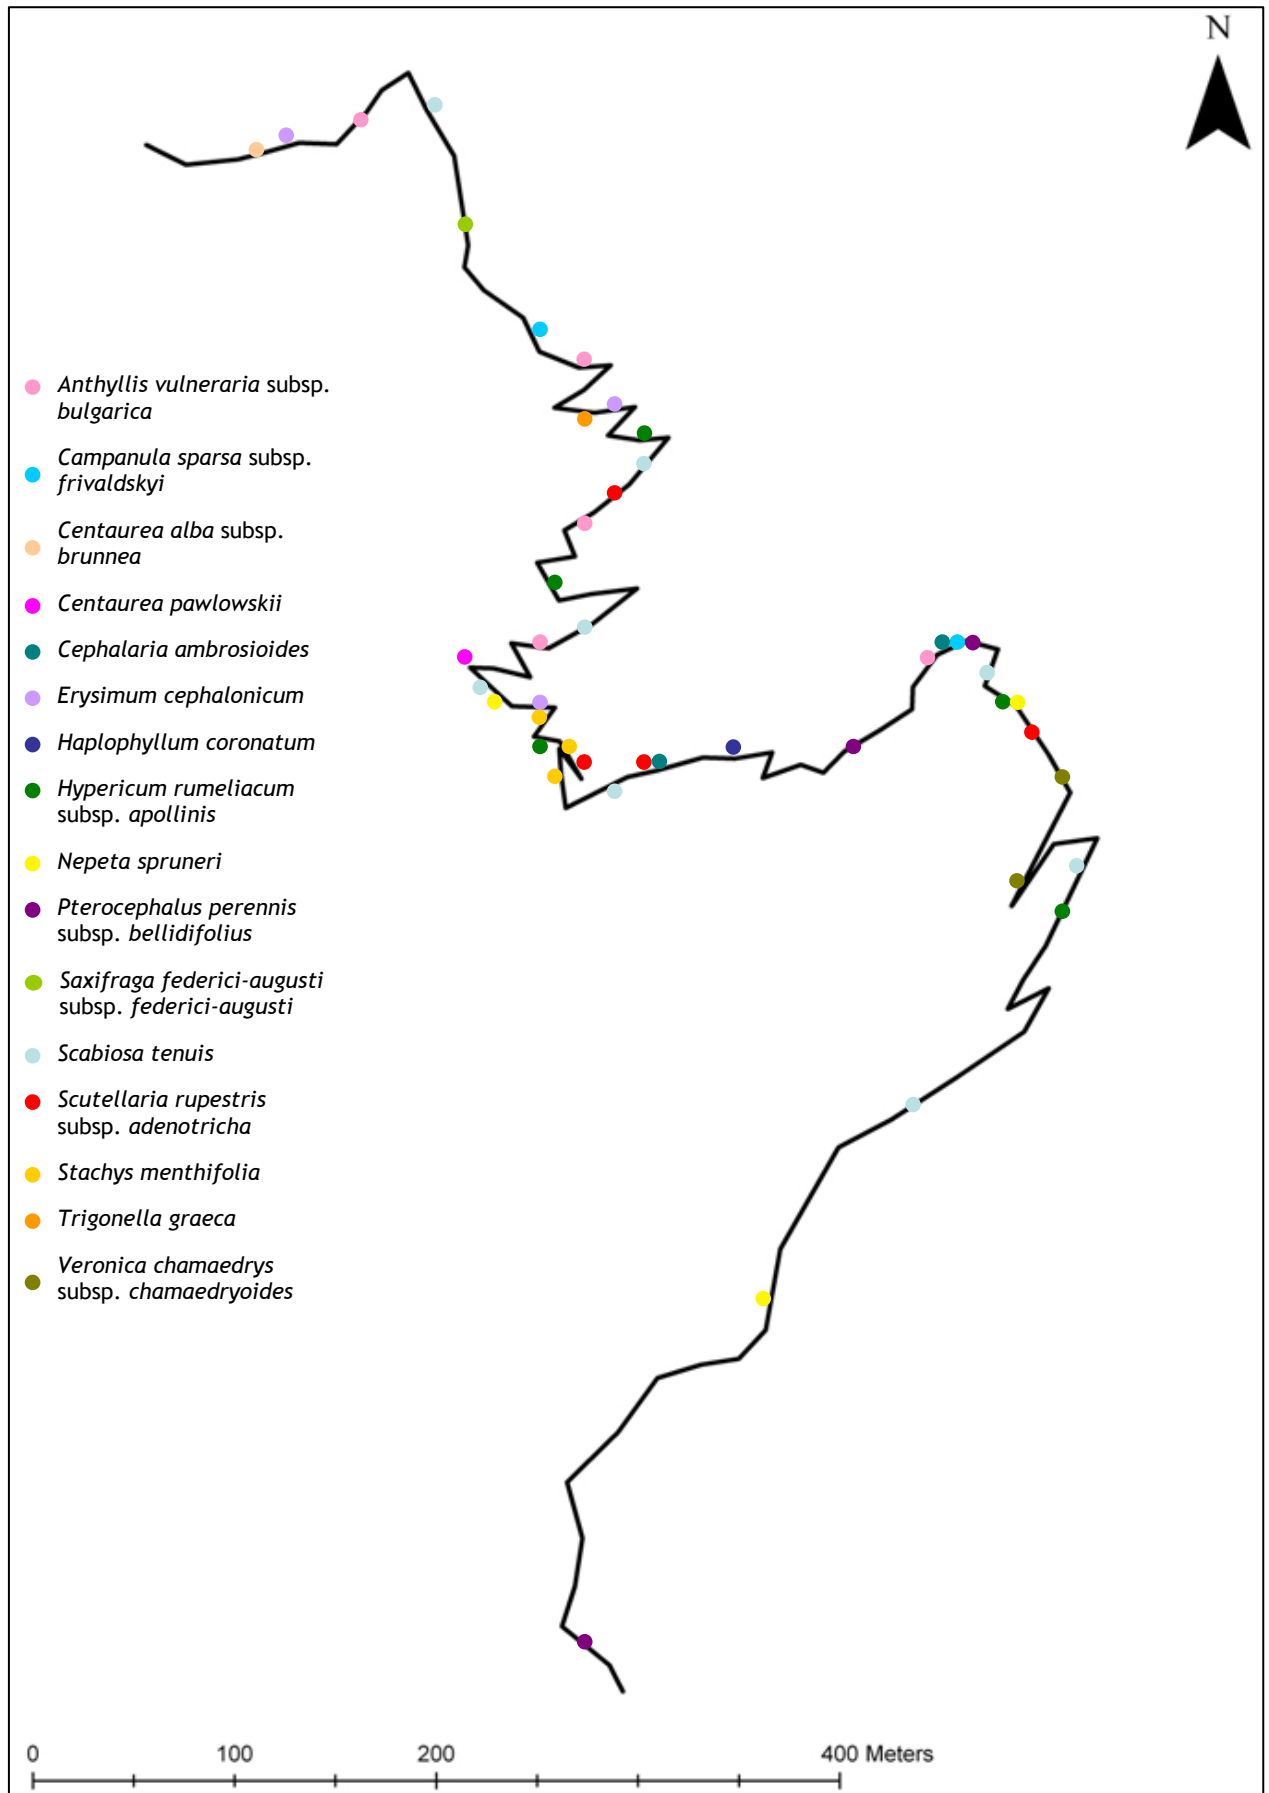 N
Anthyllis vulneraria subsp.
bulgarica
Campanula sparsa subsp.
frivaldskyi
Centaurea alba subsp.
brunnea
Centaurea pawlowskii
Cephalaria ambrosioides
Erysimum cephalonicum
Haplophyllum coronatum
Hypericum rumeliacum
subsp. apollinis
Nepeta spruneri
Pterocephalus perennis
subsp. bellidifolius
Saxifraga federici-augusti
subsp. federici-augusti
Scabiosa tenuis
Scutellaria rupestris
subsp. adenotricha
Stachys menthifolia
Trigonella graeca
Veronica chamaedrys
subsp. chamaedryoides
0 100 200 400 Meters